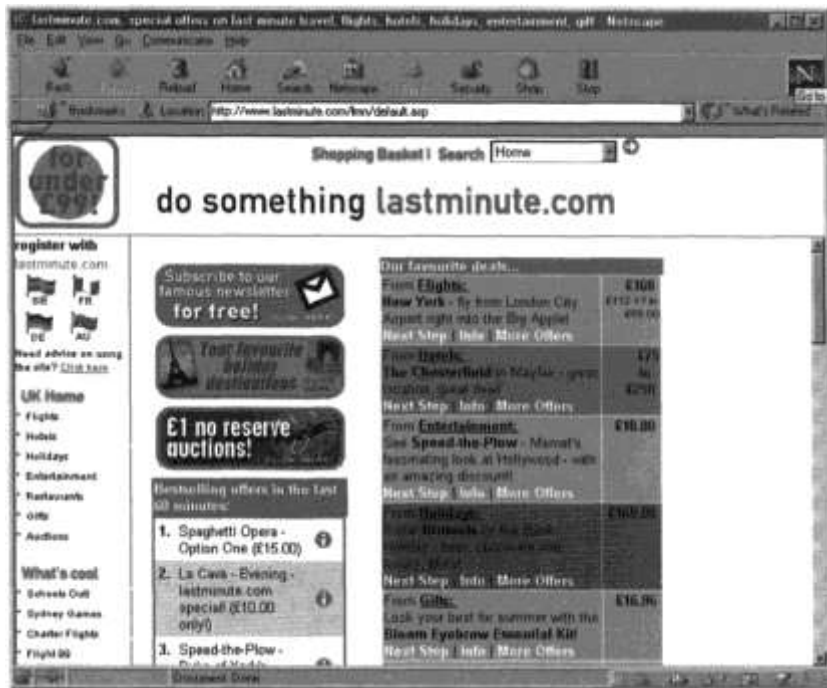 lastminute.com, special offers on last minute travel, flights, hotels, holidays, entertainment, gift - Netscape
File Edit View Go Communicator Help
Back Reload Home Search Netscape Security Shop Stop
Bookmarks Location: http://www.lastminute.com/lmn/default.asp What's Related
Go to
for under £99!
Shopping Basket | Search Home
do something lastminute.com
register with
lastminute.com
GB FR
DE AU
Need advice on using
the site? Click here
UK Home
Flights
Hotels
Holidays
Entertainment
Restaurants
Gifts
Auctions
What's cool
Schools Out!
Sydney Games
Charter Flights
Flight 99
Subscribe to our
famous newsletter
for free!
Your favourite
holiday
destinations
£1 no reserve
auctions!
Bestselling offers in the last
60 minutes:
1. Spaghetti Opera -
Option One (£15.00)
2. La Cava - Evening -
lastminute.com
special! (£10.00
only!)
3. Speed-the-Plow -
Duke of York's
Our favourite deals...
From Flights:
New York - fly from London City
Airport right into the Big Apple!
Next Step | Info | More Offers
From Hotels: £75
The Chesterfield in Mayfair - great
location, great deal!
£250
Next Step | Info | More Offers
From Entertainment: £10.00
See Speed-the-Plow - Mamet's
fascinating look at Hollywood - with
an amazing discount!
Next Step | Info | More Offers
From Holidays:
Next Step | Info | More Offers
From Gifts: £16.96
Look your best for summer with the
Bloom Eyebrow Essential Kit!
Next Step | Info | More Offers
Document: Done